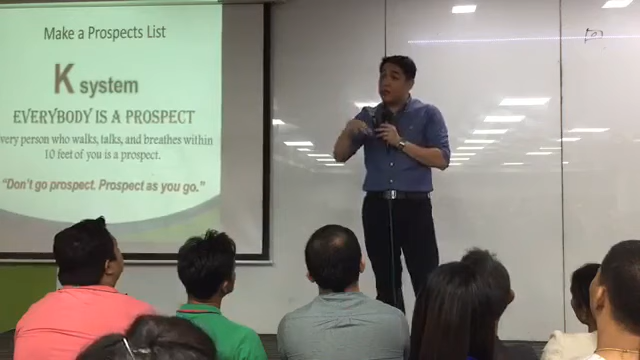 Make a Prospects List
K system
EVERYBODY IS A PROSPECT
every person who walks, talks, and breathes within
10 feet of you is a prospect.
"Don't go prospect. Prospect as you go."